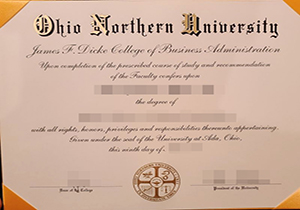 Ohio Northern University
James F. Dicke College of Business Administration
Upon completion of the prescribed course of study and recommendation
of the Faculty confers upon
the degree of
with all rights, honors, privileges and responsibilities thereunto appertaining.
Given under the seal of the University at Ada, Ohio,
this ninth day of
Dean of the College
President of the University